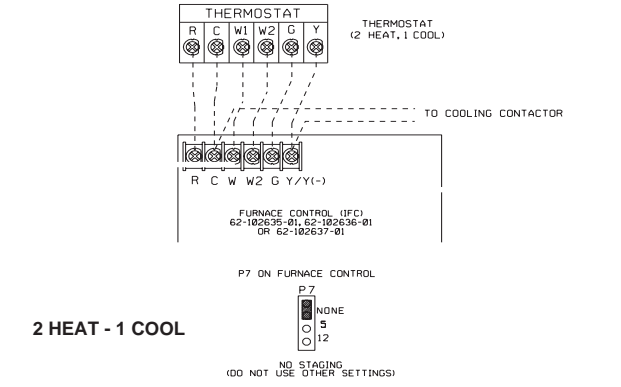 THERMOSTAT
R C W1 W2 G Y
THERMOSTAT
(2 HEAT, 1 COOL)
TO COOLING CONTACTOR
R C W W2 G Y/Y(-)
FURNACE CONTROL (IFC)
62-102635-01, 62-102636-01
OR 62-102637-01
P7 ON FURNACE CONTROL
P7
NONE
5
12
2 HEAT - 1 COOL
NO STAGING
(DO NOT USE OTHER SETTINGS)